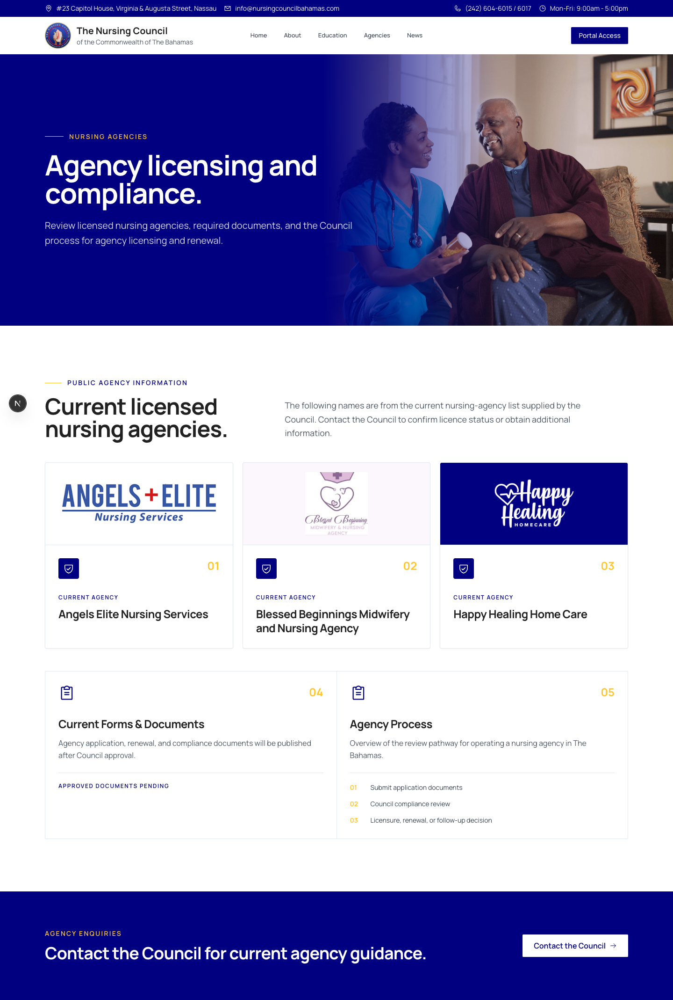 #23 Capitol House, Virginia & Augusta Street, Nassau
info@nursingcouncilbahamas.com
(242) 604-6015 / 6017
Mon-Fri: 9:00am - 5:00pm
The Nursing Council
of the Commonwealth of The Bahamas
Home
About
Education
Agencies
News
Portal Access
NURSING AGENCIES
Agency licensing and
compliance.
Review licensed nursing agencies, required documents, and the Council
process for agency licensing and renewal.
PUBLIC AGENCY INFORMATION
Current licensed
nursing agencies.
The following names are from the current nursing-agency list supplied by the
Council. Contact the Council to confirm licence status or obtain additional
information.
N
ANGELS + ELITE
Nursing Services
Blessed Beginning
MIDWIFERY & NURSING
AGENCY
Happy
Healing
HOMECARE
01
CURRENT AGENCY
Angels Elite Nursing Services
02
CURRENT AGENCY
Blessed Beginnings Midwifery
and Nursing Agency
03
CURRENT AGENCY
Happy Healing Home Care
04
Current Forms & Documents
Agency application, renewal, and compliance documents will be published
after Council approval.
APPROVED DOCUMENTS PENDING
05
Agency Process
Overview of the review pathway for operating a nursing agency in The
Bahamas.
01 Submit application documents
02 Council compliance review
03 Licensure, renewal, or follow-up decision
AGENCY ENQUIRIES
Contact the Council for current agency guidance.
Contact the Council →